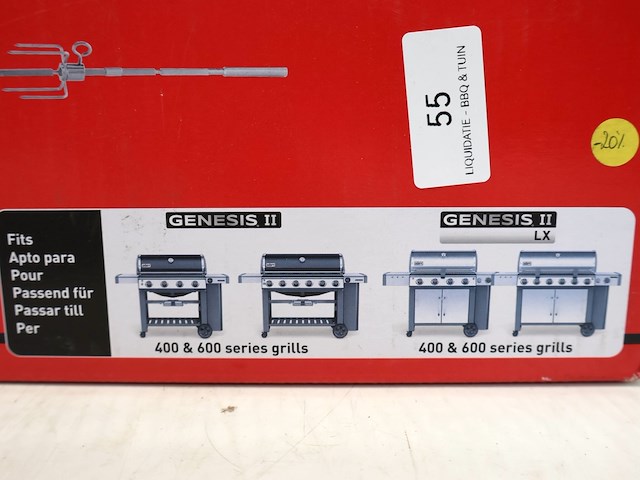 55
LIQUIDATIE - BBQ & TUIN
-20%
GENESIS II
GENESIS II
LX
Fits
Apto para
Pour
Passend für
Passar till
Per
400 & 600 series grills
400 & 600 series grills